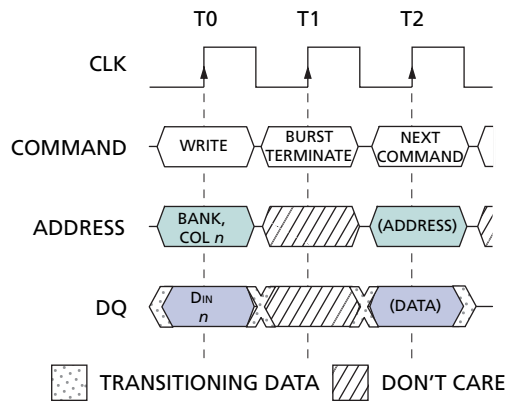 T0 T1 T2
CLK
COMMAND WRITE BURST TERMINATE NEXT COMMAND
ADDRESS BANK, COL n (ADDRESS)
DQ DIN n (DATA)
TRANSITIONING DATA DON'T CARE